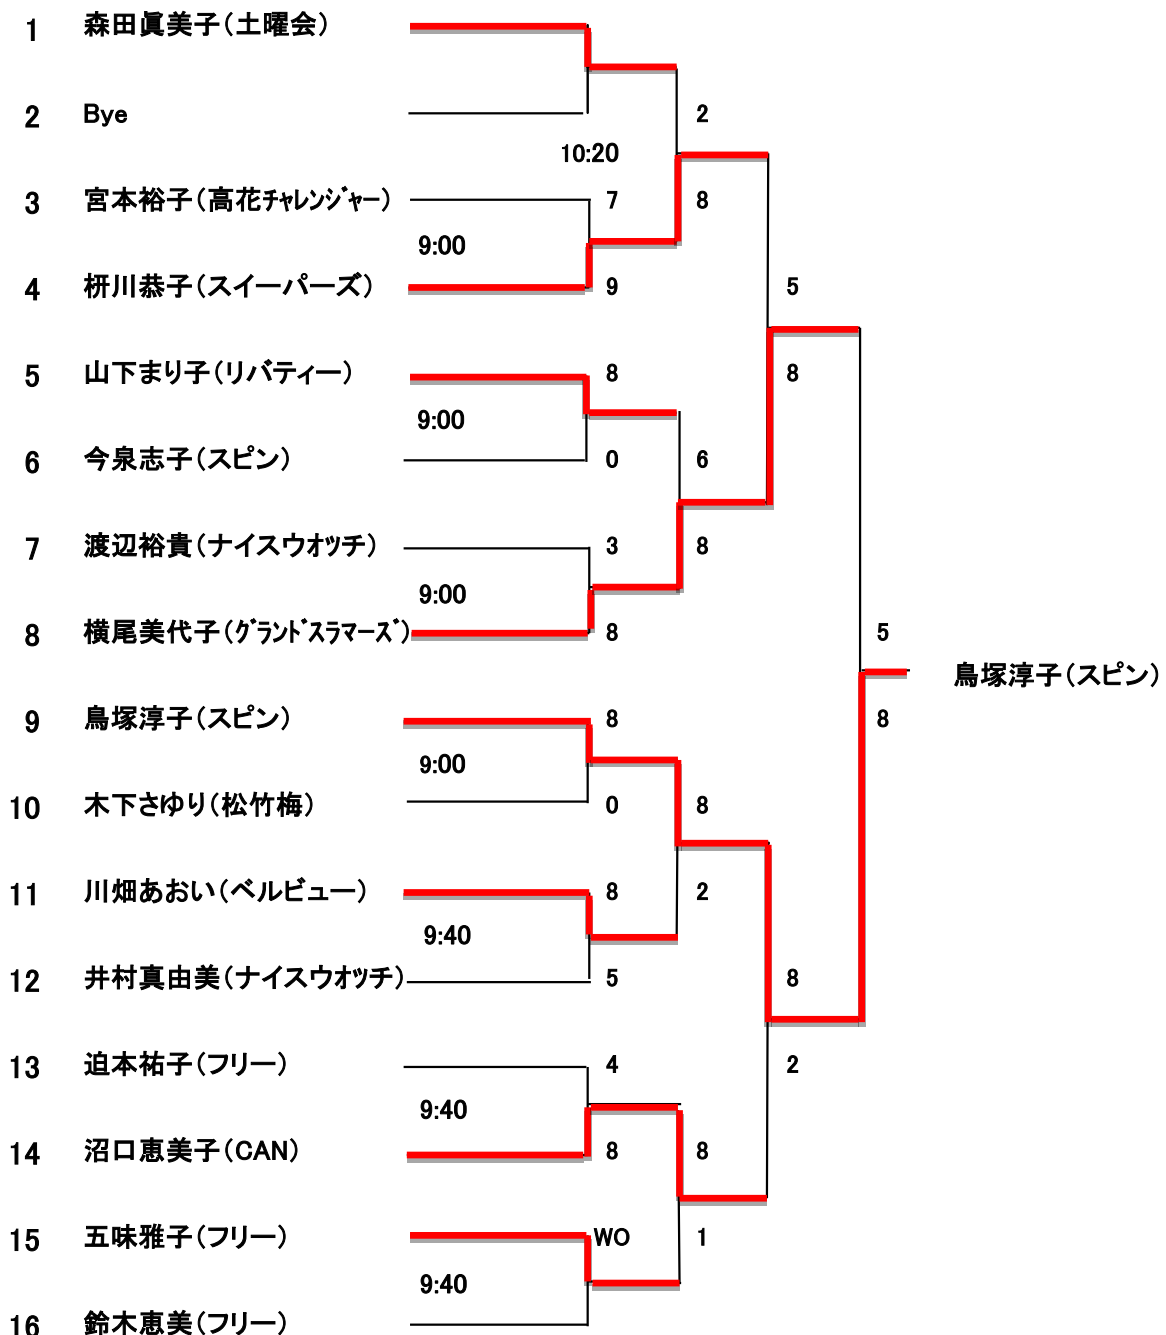 1 森田眞美子(土曜会)
2 Bye
2
10:20
3 宮本裕子(高花ﾁｬﾚﾝｼﾞｬｰ)
7
8
9:00
4 枡川恭子(スイーパーズ)
9
5
5 山下まり子(リバティー)
8
8
9:00
6 今泉志子(スピン)
0
6
7 渡辺裕貴(ナイスウオッチ)
3
8
9:00
8 横尾美代子(ｸﾞﾗﾝﾄﾞｽﾗﾏｰｽﾞ)
8
5
鳥塚淳子(スピン)
9 鳥塚淳子(スピン)
8
8
9:00
10 木下さゆり(松竹梅)
0
8
11 川畑あおい(ベルビュー)
8
2
9:40
12 井村真由美(ナイスウオッチ)
5
8
13 迫本祐子(フリー)
4
2
9:40
14 沼口恵美子(CAN)
8
8
15 五味雅子(フリー)
WO
1
9:40
16 鈴木恵美(フリー)